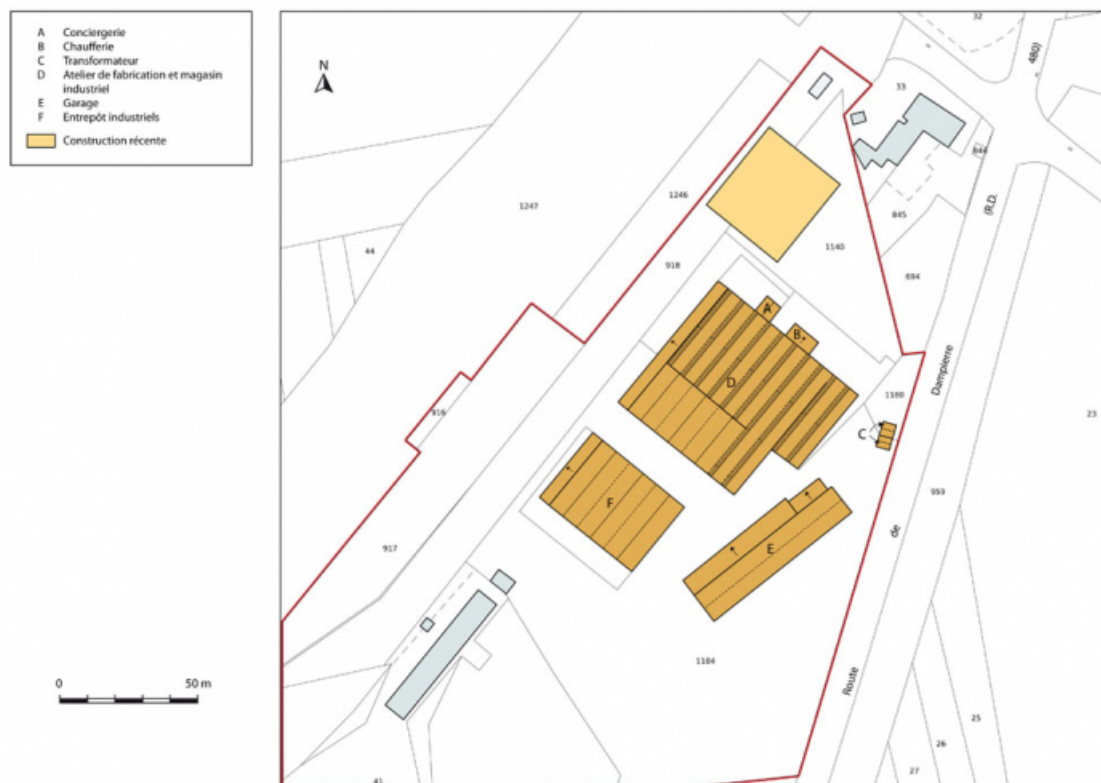 A Conciergerie
B Chaufferie
C Transformateur
D Atelier de fabrication et magasin
industriel
E Garage
F Entrepôt industriels
Construction récente
N
32
480)
33
844
1246
1247
845
(R.D.
44
1140
918
694
A
B
D
Dampierre
1180
23
916
C
959
F
de
917
E
1184
0
50 m
Route
25
26
41
27